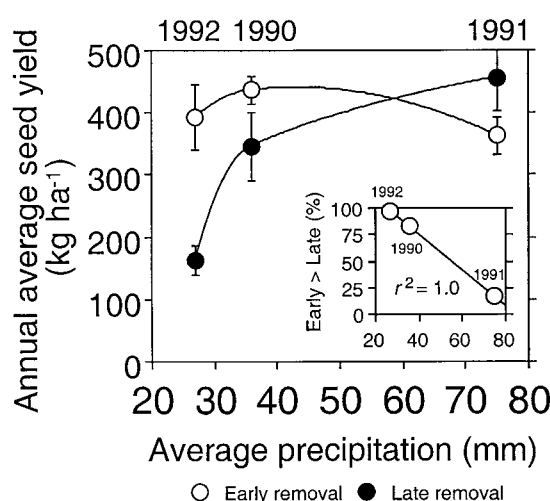 1992 1990 1991
Annual average seed yield
(kg ha⁻¹)
500
400
300
200
100
0
20 30 40 50 60 70 80
Average precipitation (mm)
Early > Late (%)
100
75
50
25
0
1992
1990
1991
r² = 1.0
20 40 60 80
Early removal Late removal